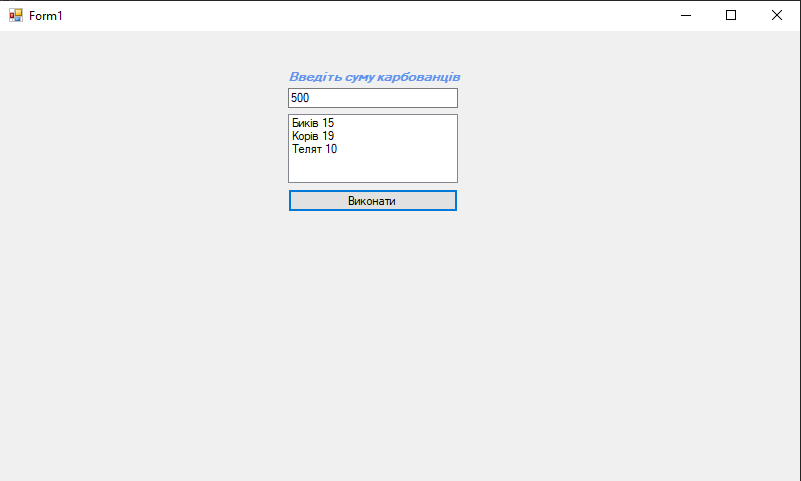 Form1
Введіть суму карбованців
500
Биків 15
Корів 19
Телят 10
Виконати